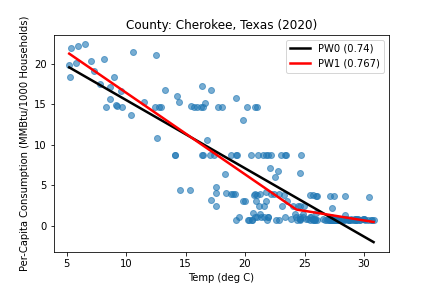 County: Cherokee, Texas (2020)
PW0 (0.74)
PW1 (0.767)
Per-Capita Consumption (MMBtu/1000 Households)
20
15
10
5
0
5 10 15 20 25 30
Temp (deg C)